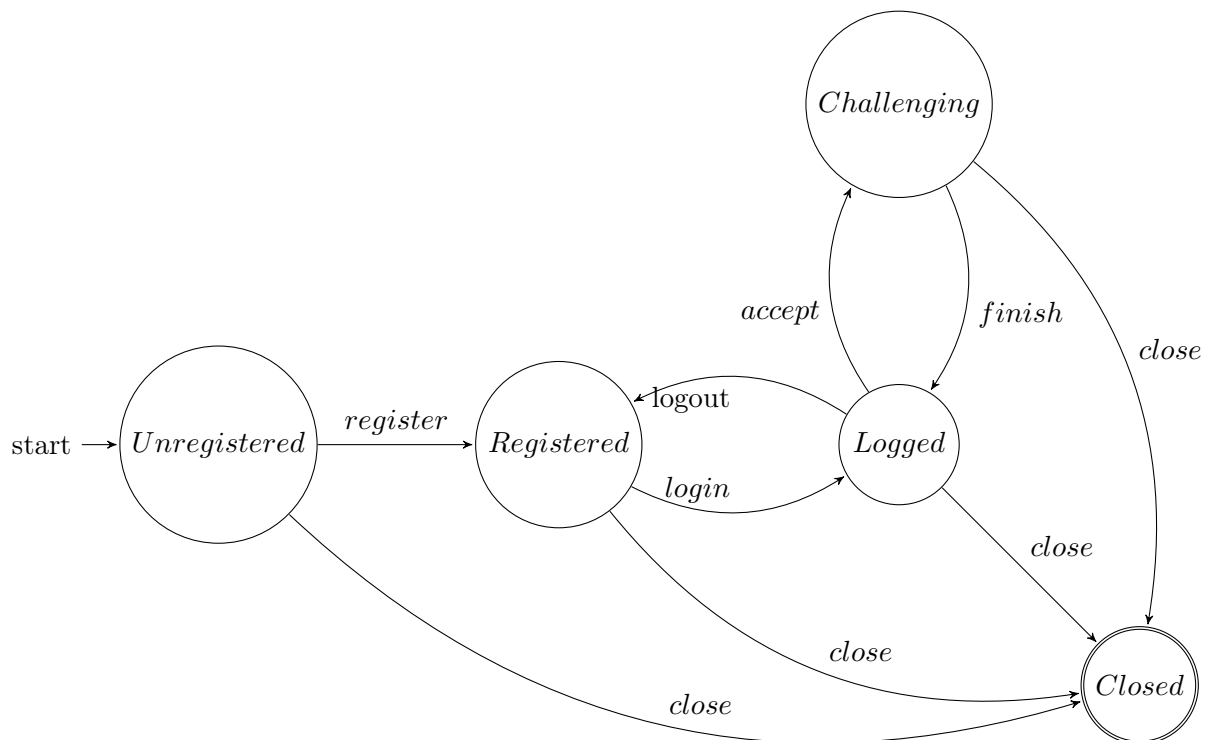 Challenging
accept
finish
close
logout
register
start
Unregistered
Registered
Logged
login
close
close
Closed
close